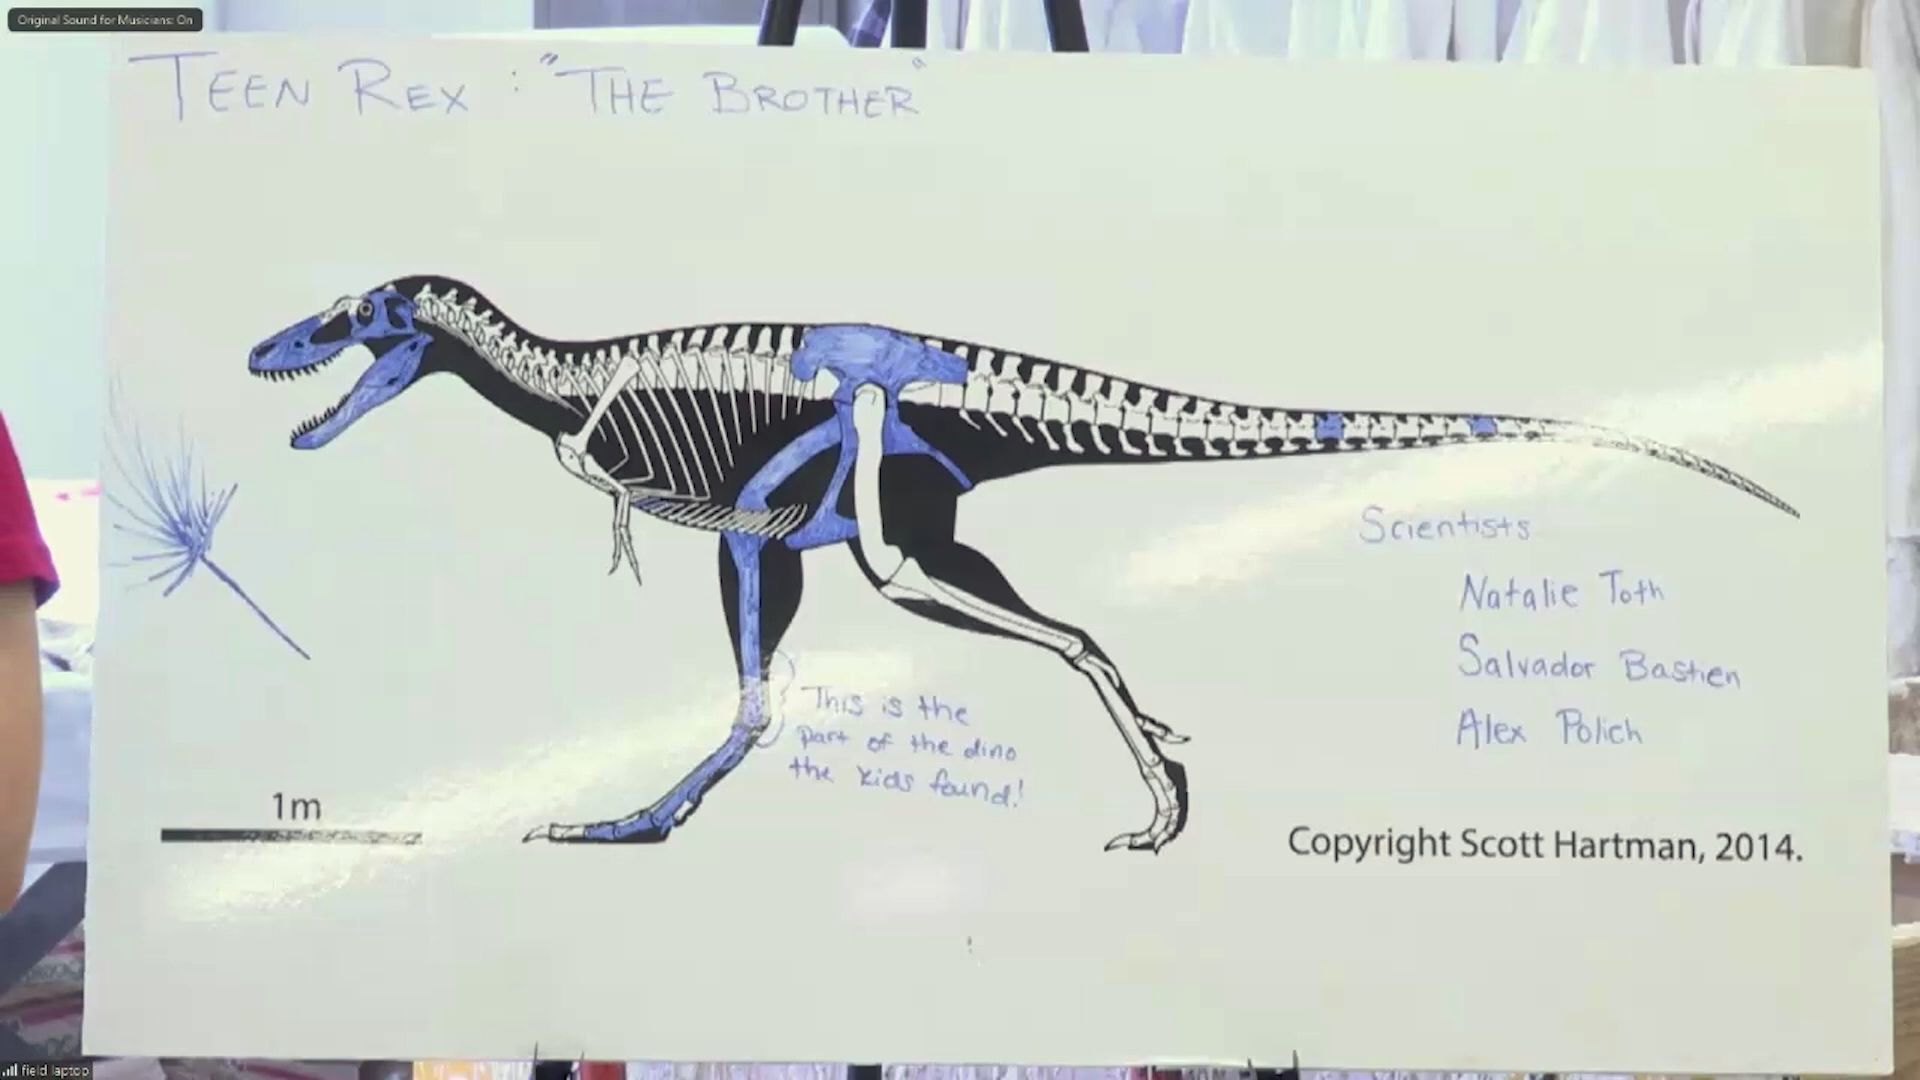 Original Sound for Musicians: On
TEEN REX : "THE BROTHER"
Scientists
Natalie Toth
Salvador Bastien
Alex Polich
This is the
part of the dino
the kids found!
1m
Copyright Scott Hartman, 2014.
field laptop